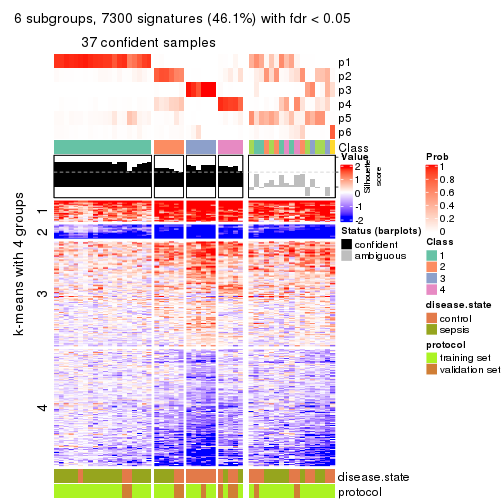 6 subgroups, 7300 signatures (46.1%) with fdr < 0.05
37 confident samples
p1
p2
p3
p4
p5
p6
Class
1
2
3
4
k-means with 4 groups
2
1
0
Silhouette
score
disease.state
protocol
Value
2
1
0
-1
-2
Status (barplots)
confident
ambiguous
Prob
1
0.8
0.6
0.4
0.2
0
Class
1
2
3
4
disease.state
control
sepsis
protocol
training set
validation set